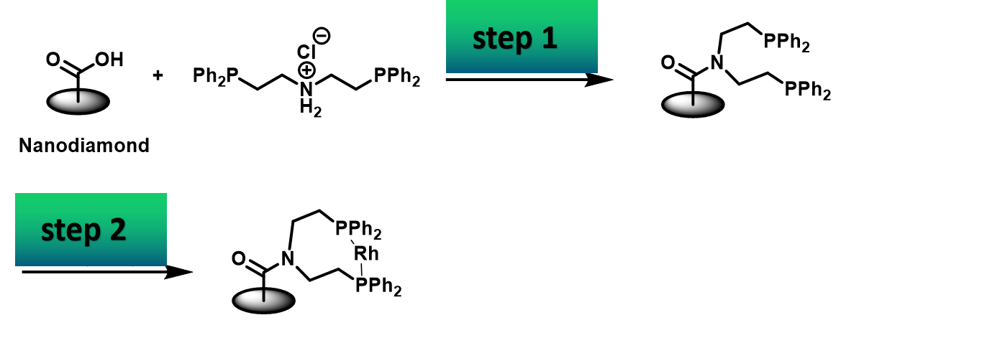 O OH + Ph2P Cl ⊖ ⊕ N H2 PPh2 step 1 O N PPh2 PPh2
Nanodiamond
step 2 O N PPh2 Rh PPh2